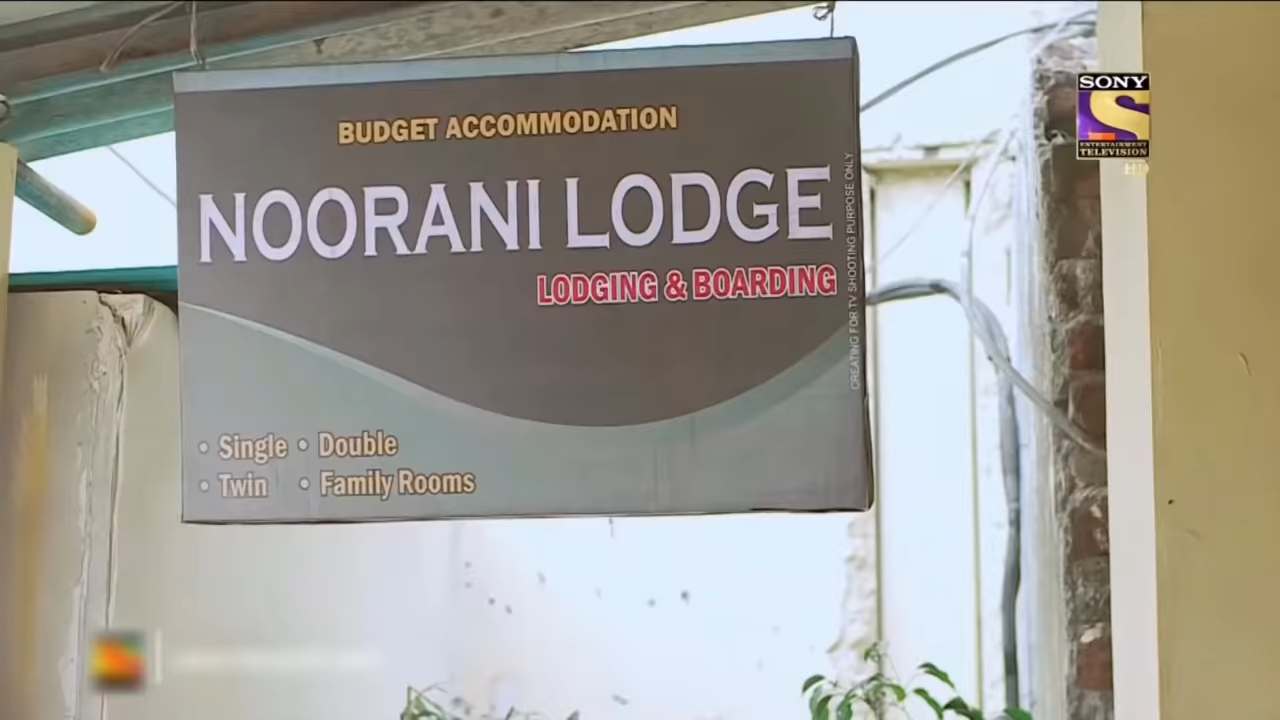 BUDGET ACCOMMODATION
NOORANI LODGE
LODGING & BOARDING
• Single • Double
• Twin • Family Rooms
CREATING FOR TV SHOOTING PURPOSE ONLY
SONY
S
ENTERTAINMENT
TELEVISION
HD